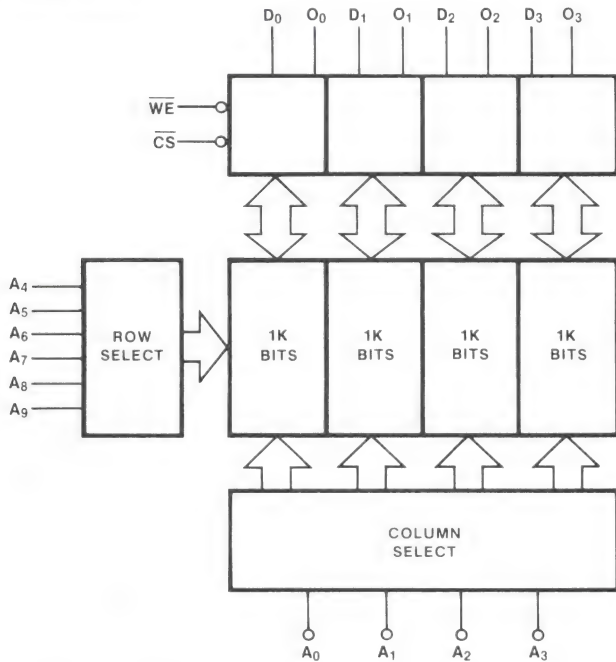 D0 O0 D1 O1 D2 O2 D3 O3
WE
CS
A4
A5
A6
A7
A8
A9
ROW
SELECT
1K
BITS
1K
BITS
1K
BITS
1K
BITS
COLUMN
SELECT
A0 A1 A2 A3